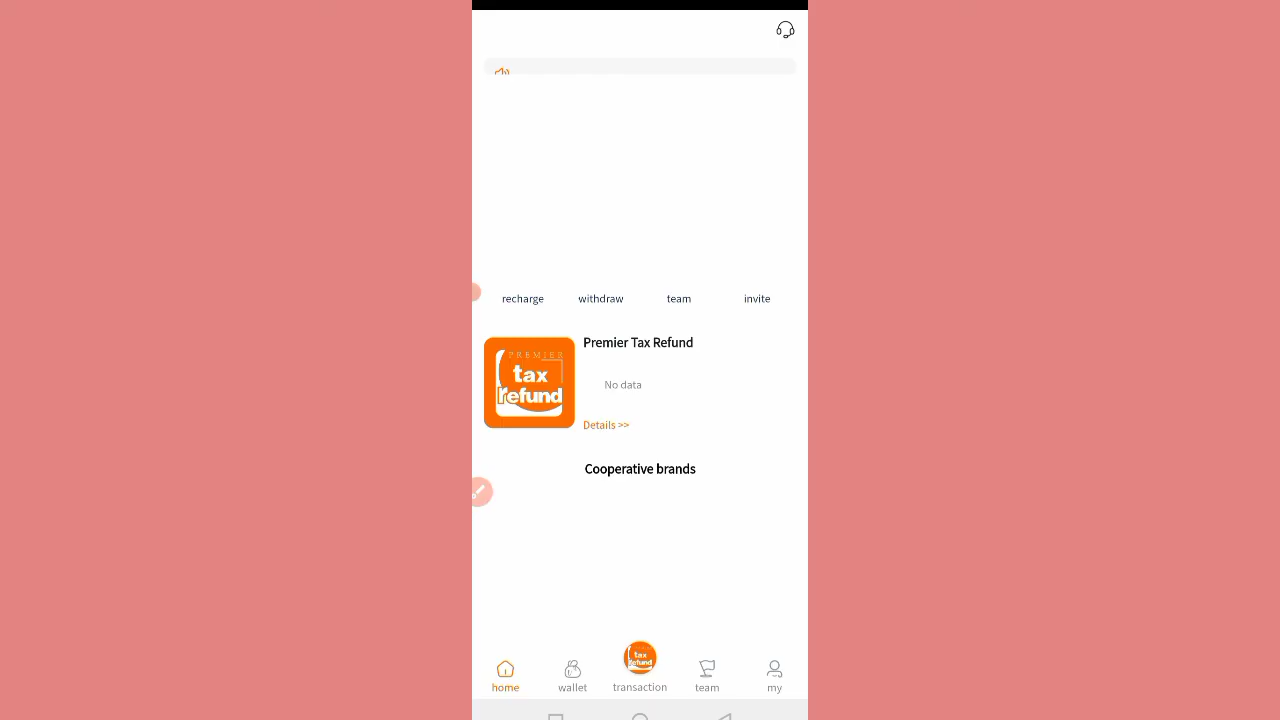 recharge withdraw team invite
Premier Tax Refund
PREMIER
tax
refund
No data
Details >>
Cooperative brands
tax
refund
home wallet transaction team my